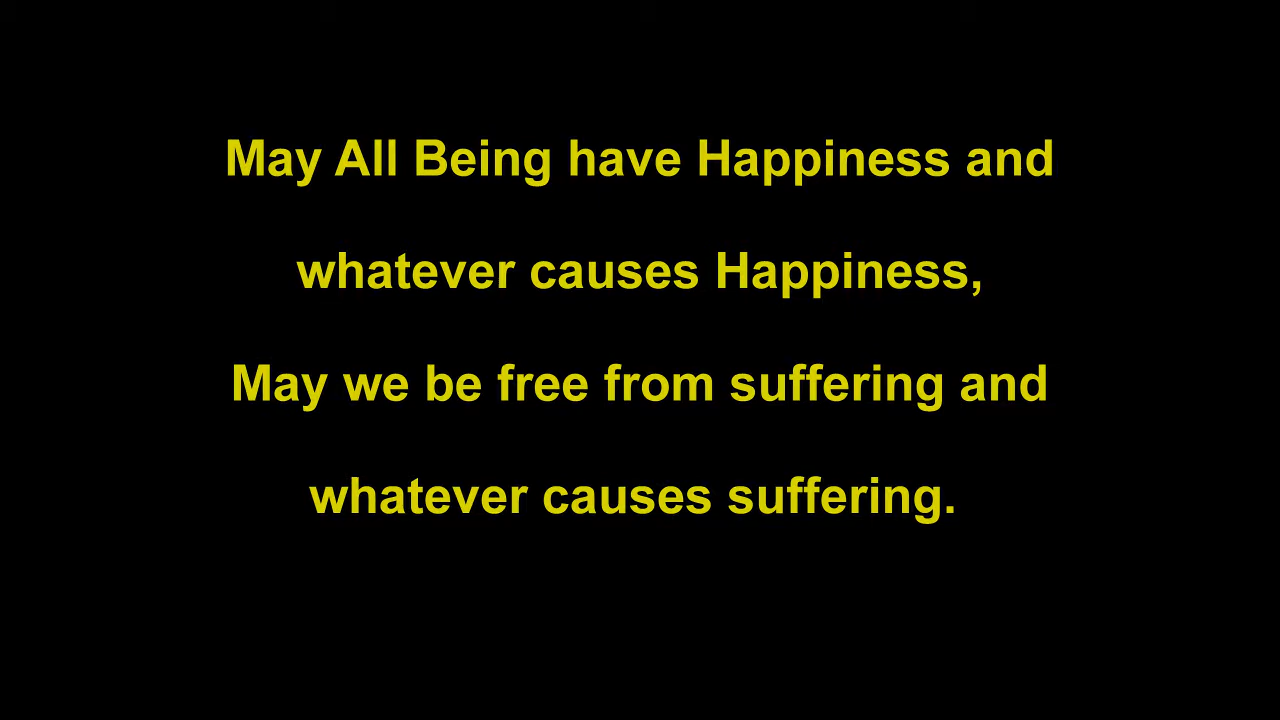 May All Being have Happiness and
whatever causes Happiness,
May we be free from suffering and
whatever causes suffering.